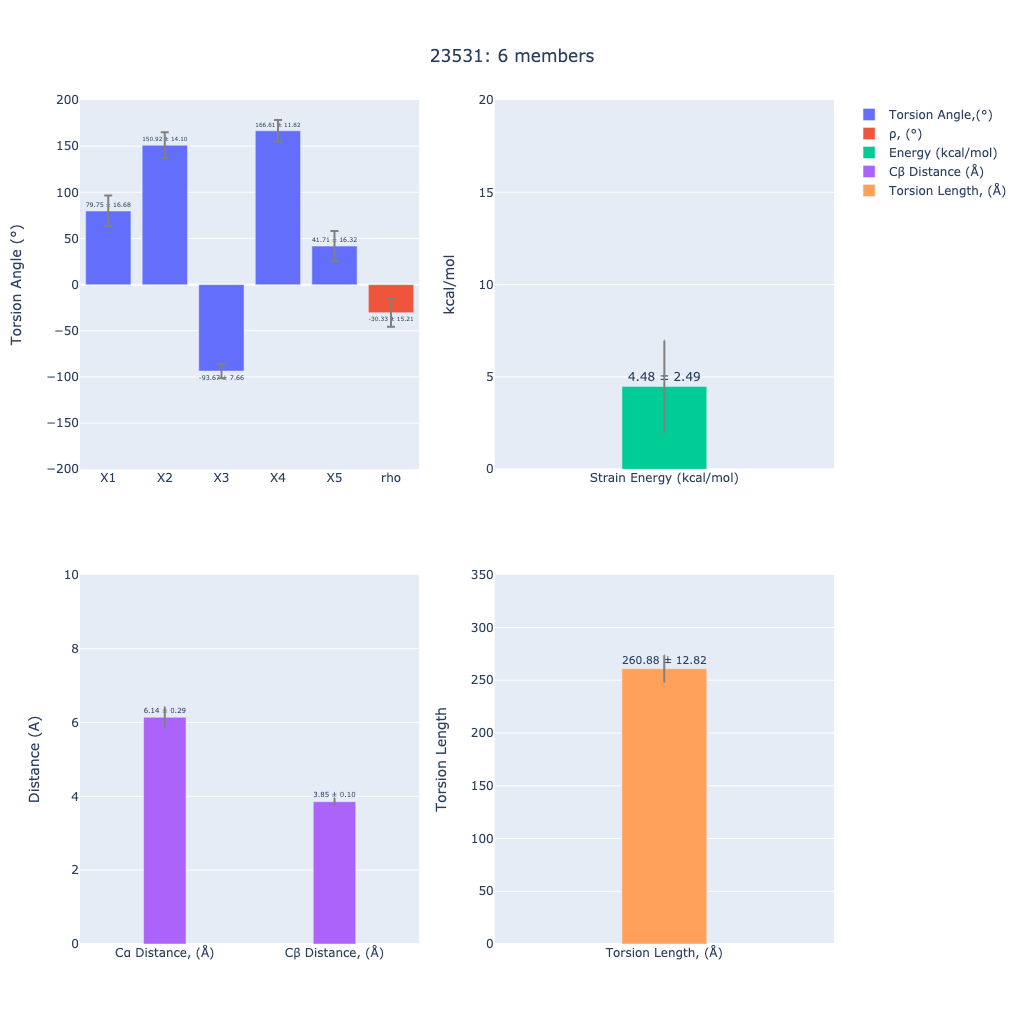 23531: 6 members
Torsion Angle (°)
200
150
100
50
0
−50
−100
−150
−200
79.75 ± 16.68
150.92 ± 14.10
-93.67 ± 7.66
166.61 ± 11.82
41.71 ± 16.32
-30.33 ± 15.21
X1
X2
X3
X4
X5
rho
kcal/mol
20
15
10
5
0
4.48 ± 2.49
Strain Energy (kcal/mol)
Torsion Angle,(°)
ρ, (°)
Energy (kcal/mol)
Cβ Distance (Å)
Torsion Length, (Å)
Distance (A)
10
8
6
4
2
0
6.14 ± 0.29
3.85 ± 0.10
Cα Distance, (Å)
Cβ Distance, (Å)
Torsion Length
350
300
250
200
150
100
50
0
260.88 ± 12.82
Torsion Length, (Å)